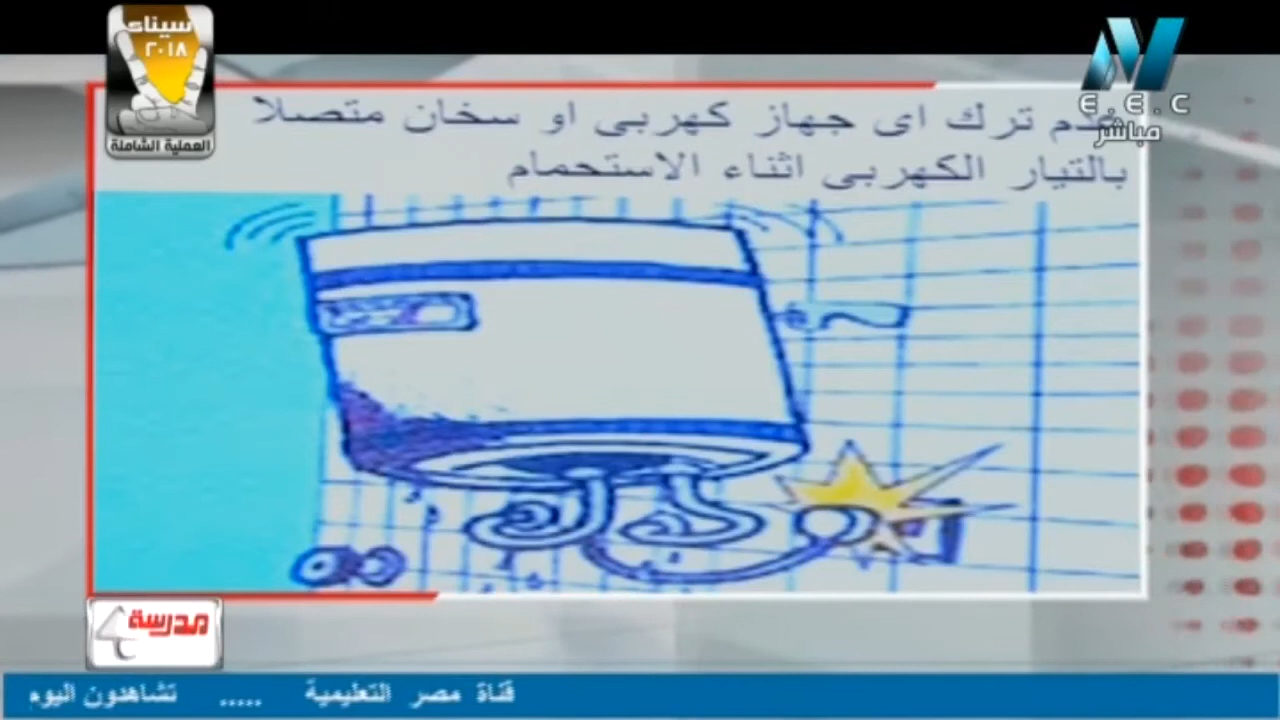 سيناء
٢٠١٨
العملية الشاملة
E.E.C
مباشر
عدم ترك اى جهاز كهربى او سخان متصلا
بالتيار الكهربى اثناء الاستحمام
مدرسة
قناة مصر التعليمية ..... تشاهدون اليوم